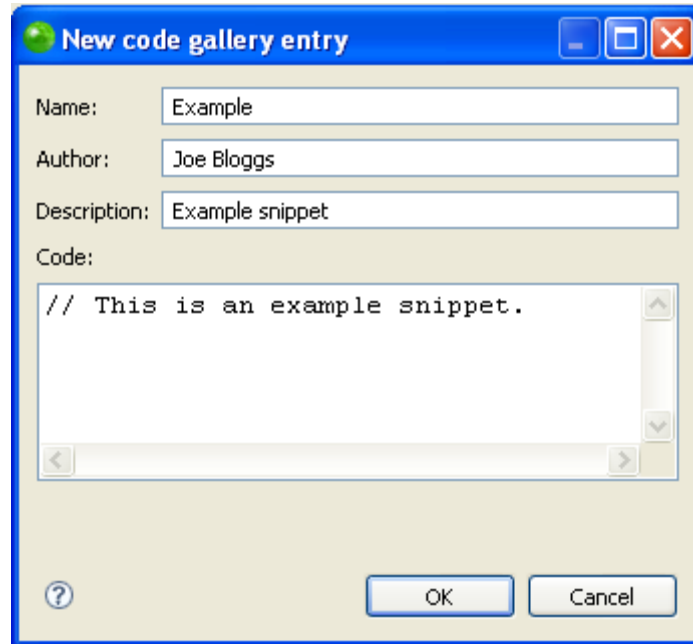 New code gallery entry
Name: Example
Author: Joe Bloggs
Description: Example snippet
Code:
// This is an example snippet.
?
OK Cancel